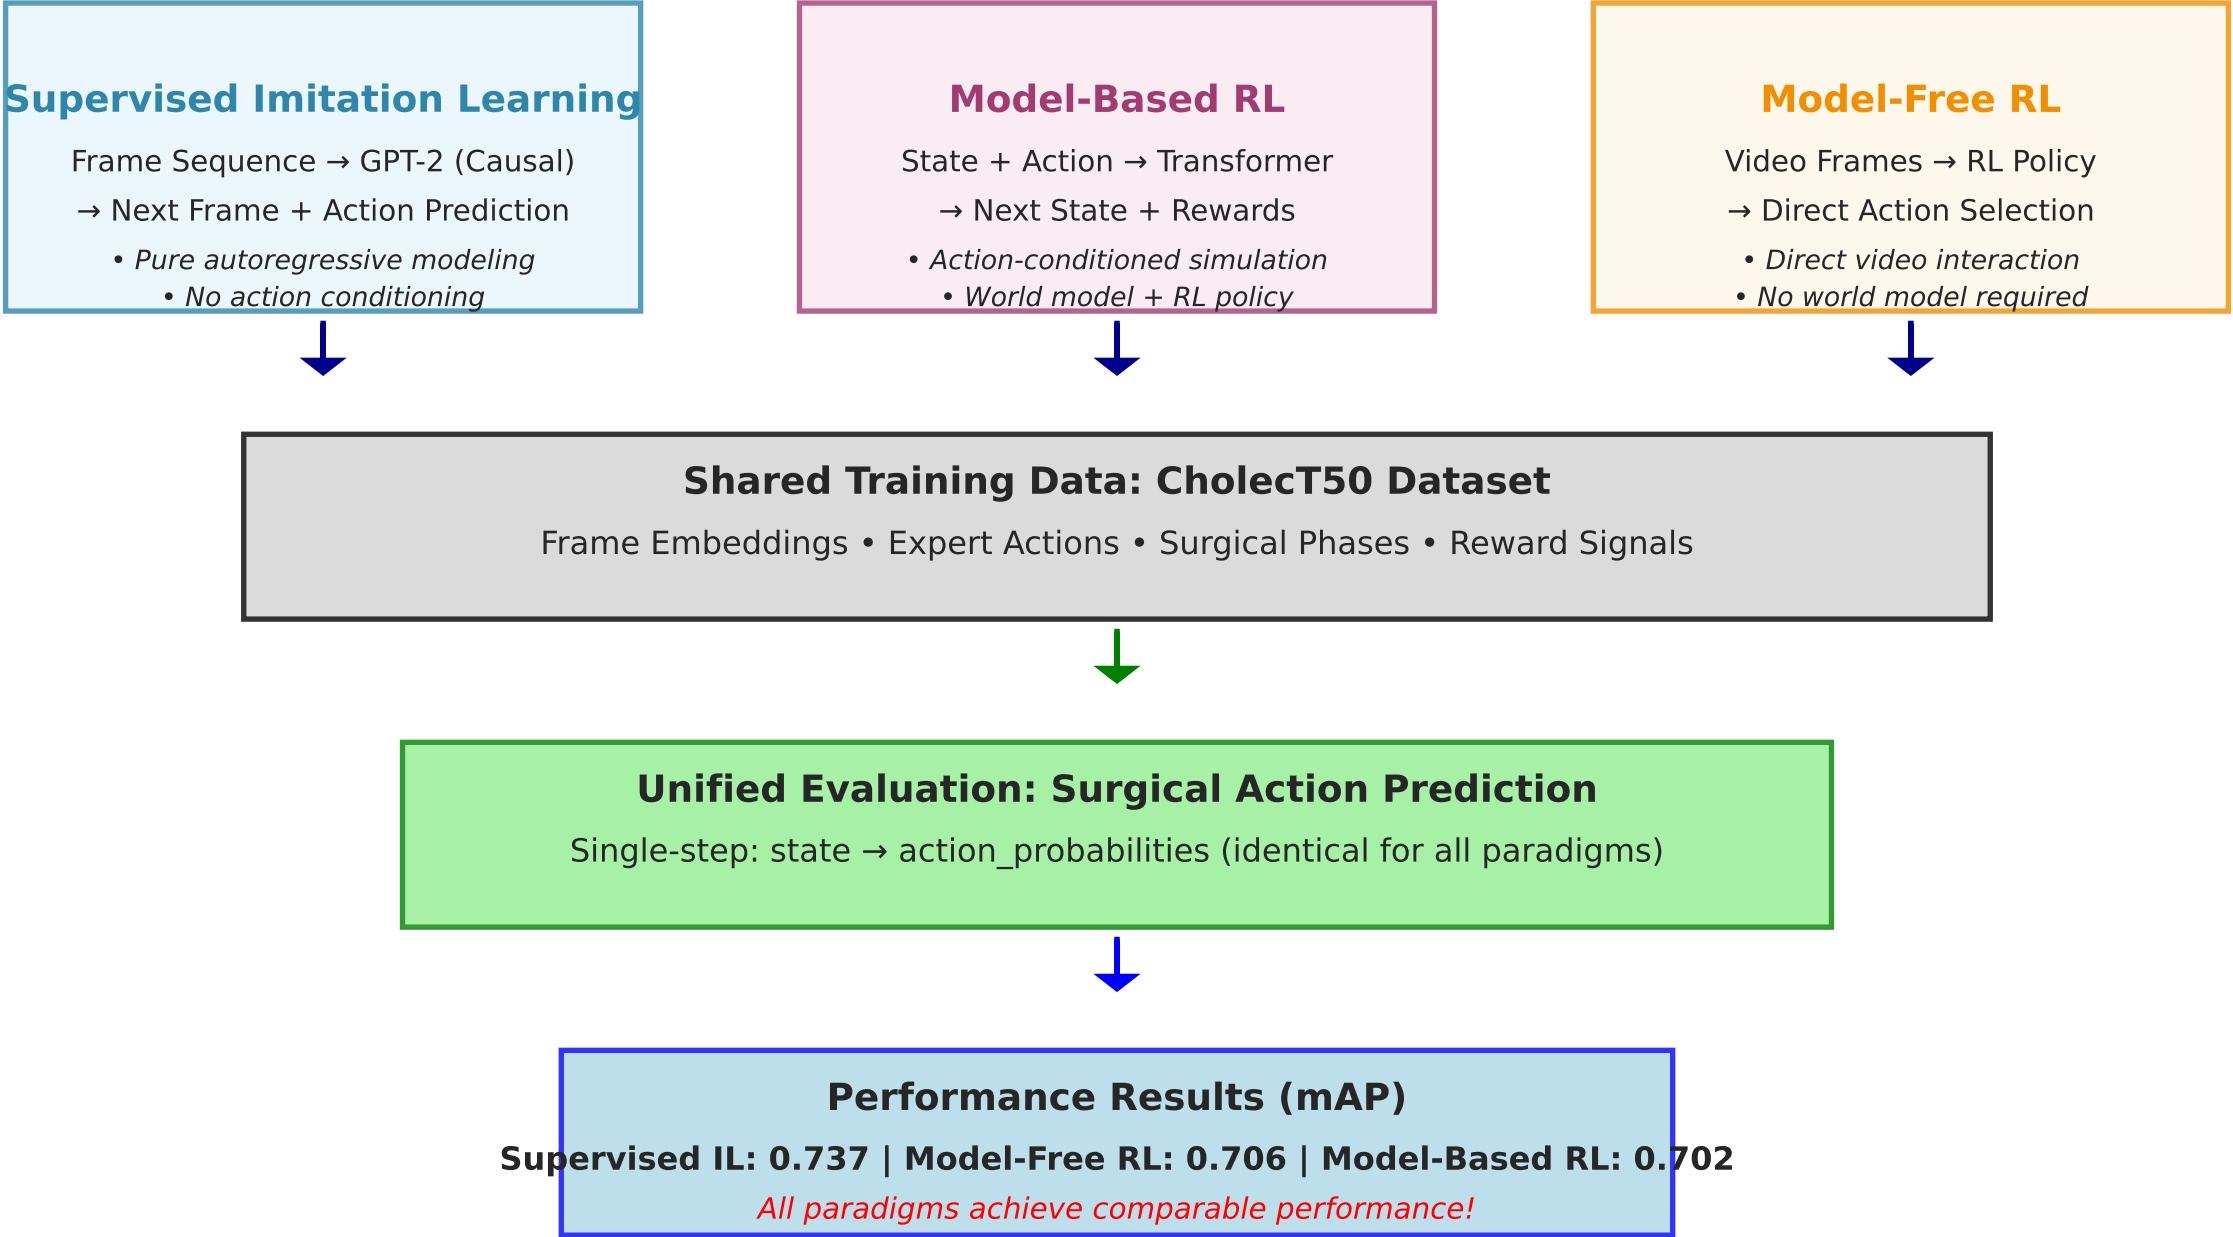 Supervised Imitation Learning
Frame Sequence → GPT-2 (Causal)
→ Next Frame + Action Prediction
• Pure autoregressive modeling
• No action conditioning
Model-Based RL
State + Action → Transformer
→ Next State + Rewards
• Action-conditioned simulation
• World model + RL policy
Model-Free RL
Video Frames → RL Policy
→ Direct Action Selection
• Direct video interaction
• No world model required
Shared Training Data: CholecT50 Dataset
Frame Embeddings • Expert Actions • Surgical Phases • Reward Signals
Unified Evaluation: Surgical Action Prediction
Single-step: state → action_probabilities (identical for all paradigms)
Performance Results (mAP)
Supervised IL: 0.737 | Model-Free RL: 0.706 | Model-Based RL: 0.702
All paradigms achieve comparable performance!